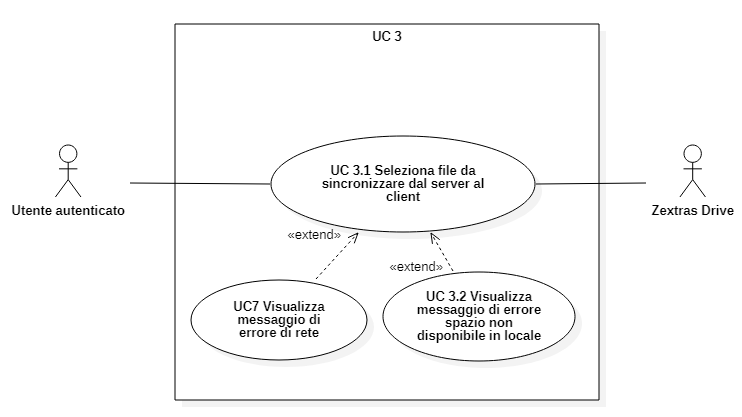 UC 3
UC 3.1 Seleziona file da
sincronizzare dal server al
client
Utente autenticato
Zextras Drive
«extend»
«extend»
UC7 Visualizza
messaggio di
errore di rete
UC 3.2 Visualizza
messaggio di errore
spazio non
disponibile in locale